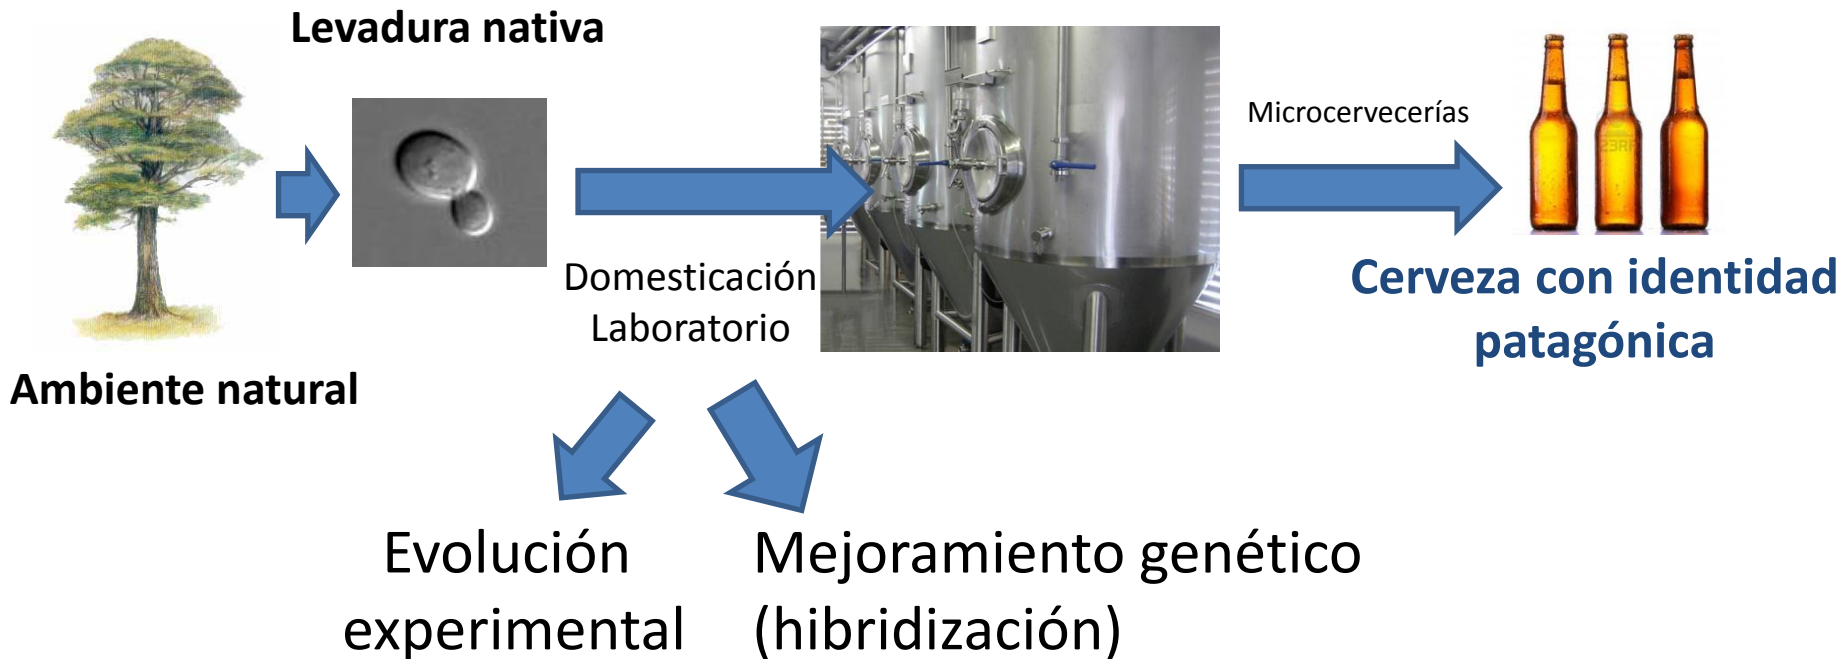 Levadura nativa
Microcervecerías
Domesticación
Laboratorio
Cerveza con identidad
patagónica
Ambiente natural
Evolución
experimental
Mejoramiento genético
(hibridización)